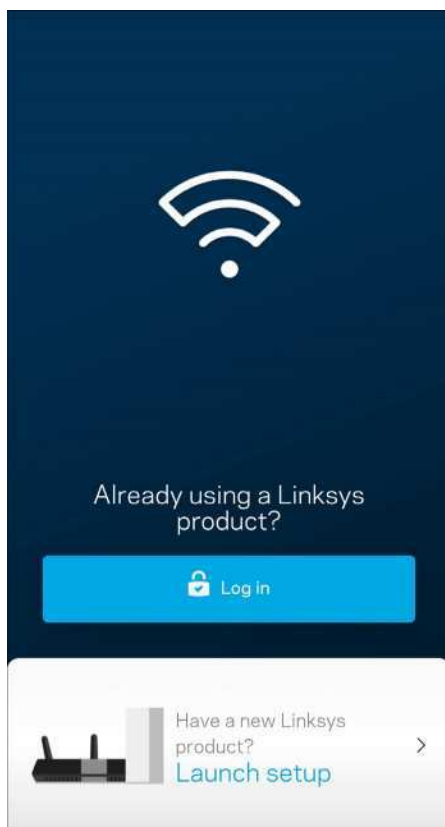 Already using a Linksys
product?
Log in
Have a new Linksys
product?
Launch setup